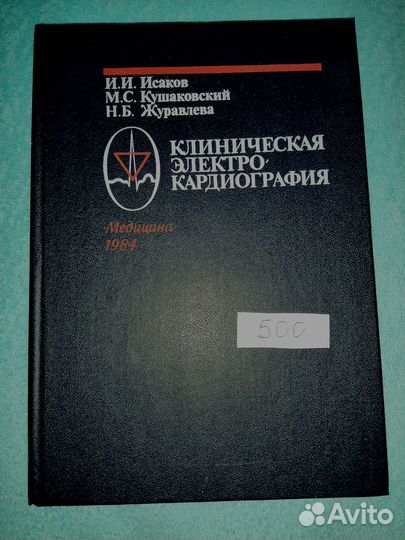 И.И. Исаков
М.С. Кушаковский
Н.Б. Журавлева
КЛИНИЧЕСКАЯ
ЭЛЕКТРО-
КАРДИОГРАФИЯ
Медицина
1984
500
Avito